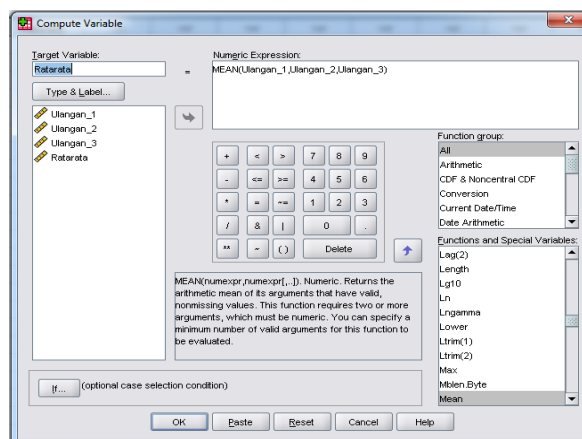 Compute Variable
Target Variable:
Ratarata
=
Numeric Expression:
MEAN(Ulangan_1,Ulangan_2,Ulangan_3)
Type & Label...
Ulangan_1
Ulangan_2
Ulangan_3
Ratarata
+ < > 7 8 9
- <= >= 4 5 6
* = ~= 1 2 3
/ & | 0 .
** ~ ( ) Delete
Function group:
All
Arithmetic
CDF & Noncentral CDF
Conversion
Current Date/Time
Date Arithmetic
Functions and Special Variables:
Lag(2)
Length
Lg10
Ln
Lngamma
Lower
Ltrim(1)
Ltrim(2)
Max
Mblen.Byte
Mean
MEAN(numexpr,numexpr[,..]). Numeric. Returns the
arithmetic mean of its arguments that have valid,
nonmissing values. This function requires two or more
arguments, which must be numeric. You can specify a
minimum number of valid arguments for this function to
be evaluated.
If... (optional case selection condition)
OK Paste Reset Cancel Help